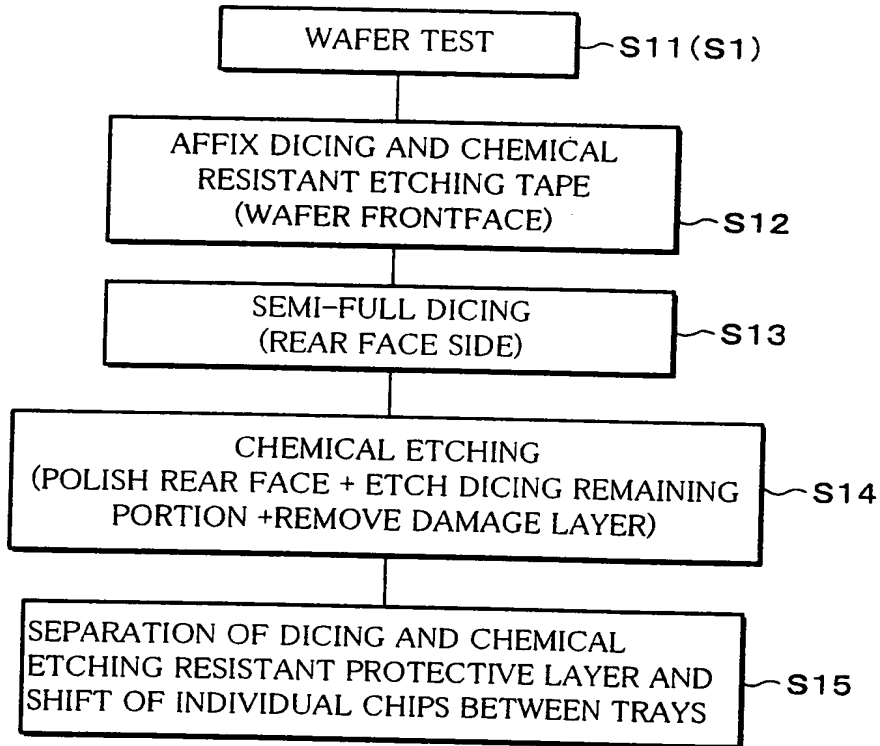 WAFER TEST
S11(S1)
AFFIX DICING AND CHEMICAL
RESISTANT ETCHING TAPE
(WAFER FRONTFACE)
S12
SEMI-FULL DICING
(REAR FACE SIDE)
S13
CHEMICAL ETCHING
(POLISH REAR FACE + ETCH DICING REMAINING
PORTION +REMOVE DAMAGE LAYER)
S14
SEPARATION OF DICING AND CHEMICAL
ETCHING RESISTANT PROTECTIVE LAYER AND
SHIFT OF INDIVIDUAL CHIPS BETWEEN TRAYS
S15